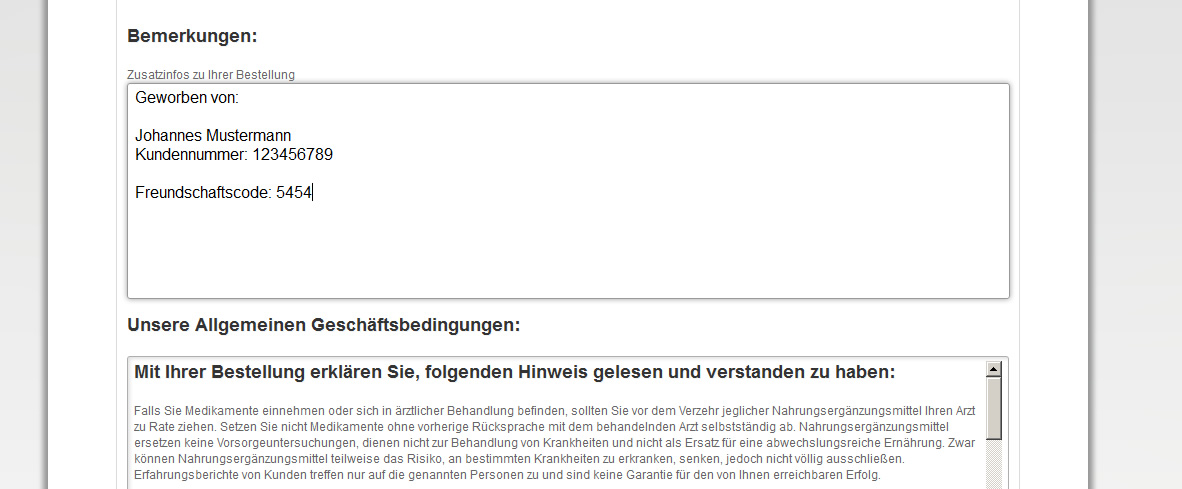 Bemerkungen:
Zusatzinfos zu Ihrer Bestellung
Geworben von:
Johannes Mustermann
Kundennummer: 123456789
Freundschaftscode: 5454
Unsere Allgemeinen Geschäftsbedingungen:
Mit Ihrer Bestellung erklären Sie, folgenden Hinweis gelesen und verstanden zu haben:
Falls Sie Medikamente einnehmen oder sich in ärztlicher Behandlung befinden, sollten Sie vor dem Verzehr jeglicher Nahrungsergänzungsmittel Ihren Arzt
zu Rate ziehen. Setzen Sie nicht Medikamente ohne vorherige Rücksprache mit dem behandelnden Arzt selbstständig ab. Nahrungsergänzungsmittel
ersetzen keine Vorsorgeuntersuchungen, dienen nicht zur Behandlung von Krankheiten und nicht als Ersatz für eine abwechslungsreiche Ernährung. Zwar
können Nahrungsergänzungsmittel teilweise das Risiko, an bestimmten Krankheiten zu erkranken, senken, jedoch nicht völlig ausschließen.
Erfahrungsberichte von Kunden treffen nur auf die genannten Personen zu und sind keine Garantie für den von Ihnen erreichbaren Erfolg.